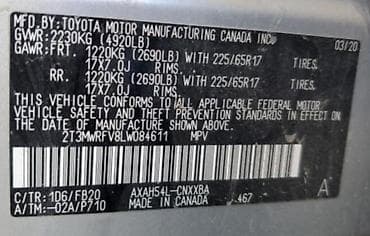 MFD.BY:TOYOTA MOTOR MANUFACTURING CANADA INC.
GVWR:2230KG (4920LB) 03/20
GAWR:FRT. 1220KG (2690LB) WITH 225/65R17 TIRES.
17X7.0J RIMS.
RR. 1220KG (2690LB) WITH 225/65R17 TIRES.
17X7.0J RIMS.
THIS VEHICLE CONFORMS TO ALL APPLICABLE FEDERAL MOTOR
VEHICLE SAFETY AND BUMPER STANDARDS IN EFFECT ON THE DATE
OF MANUFACTURE SHOWN ABOVE.
2T3MWRFV8LW084611 MPV
C/TR:1D6/FB20 AXAH54L-CNXXBA A
A/TM:-02A/P710 MADE IN CANADA .467